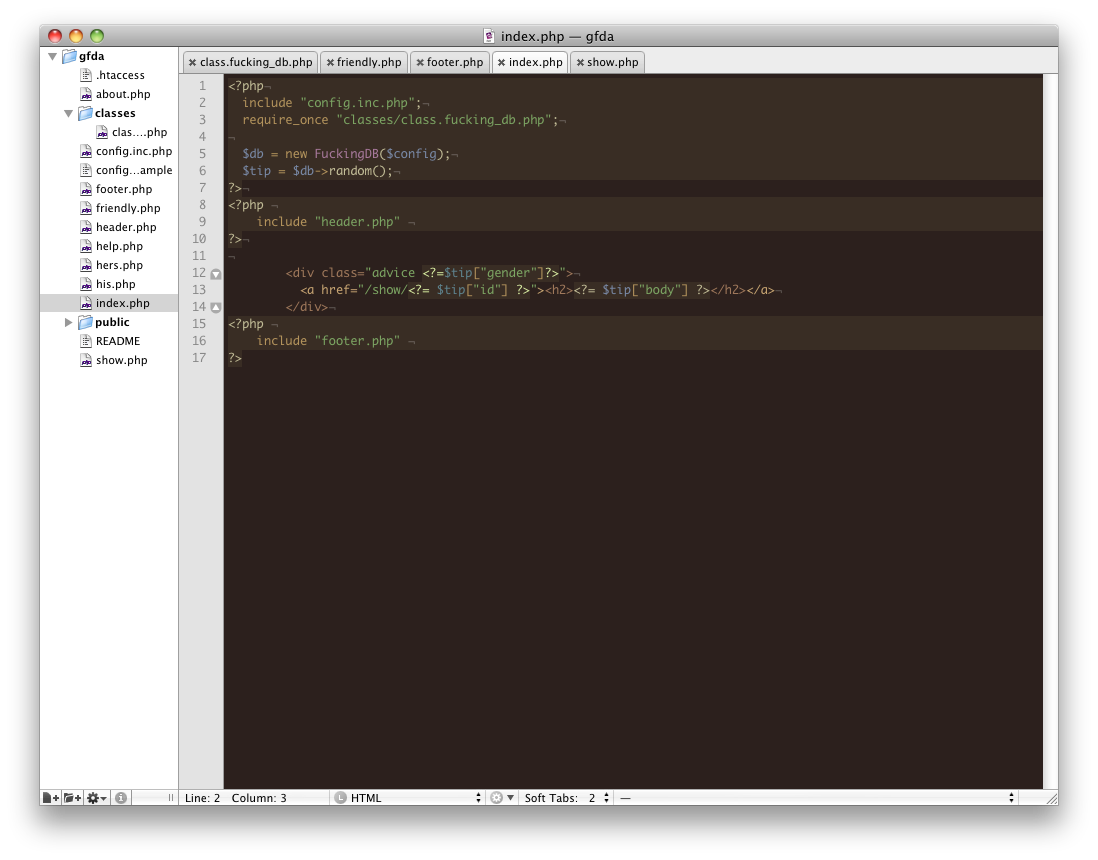 index.php — gfda
gfda
.htaccess
about.php
classes
clas....php
config.inc.php
config...ample
footer.php
friendly.php
header.php
help.php
hers.php
his.php
index.php
public
README
show.php
class.fucking_db.php friendly.php footer.php index.php show.php
1 <?php¬
2 include "config.inc.php";¬
3 require_once "classes/class.fucking_db.php";¬
4 ¬
5 $db = new FuckingDB($config);¬
6 $tip = $db->random();¬
7 ?>¬
8 <?php ¬
9 include "header.php" ¬
10 ?>¬
11 ¬
12 <div class="advice <?=$tip["gender"]?>">¬
13 <a href="/show/<?= $tip["id"] ?>"><h2><?= $tip["body"] ?></h2></a>¬
14 </div>¬
15 <?php ¬
16 include "footer.php" ¬
17 ?>
Line: 2 Column: 3 L HTML Soft Tabs: 2 —